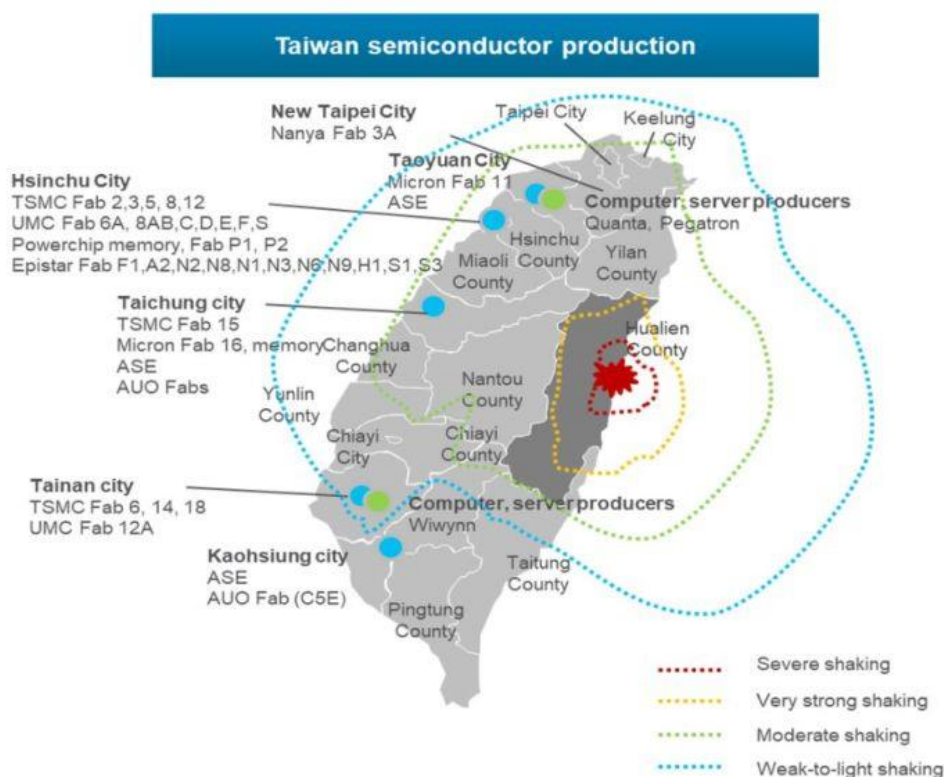 Taiwan semiconductor production
New Taipei City
Nanya Fab 3A
Taipei City
Keelung
City
Taoyuan City
Micron Fab 11
ASE
Hsinchu City
TSMC Fab 2,3,5, 8,12
UMC Fab 6A, 8AB,C,D,E,F,S
Powerchip memory, Fab P1, P2
Epistar Fab F1,A2,N2,N8,N1,N3,N6,N9,H1,S1,S3
Computer, server producers
Quanta, Pegatron
Hsinchu
County
Miaoli
County
Yilan
County
Taichung city
TSMC Fab 15
Micron Fab 16, memory
ASE
AUO Fabs
Changhua
County
Hualien
County
Nantou
County
Yunlin
County
Chiayi
City
Chiayi
County
Tainan city
TSMC Fab 6, 14, 18
UMC Fab 12A
Computer, server producers
Wiwynn
Kaohsiung city
ASE
AUO Fab (C5E)
Taitung
County
Pingtung
County
Severe shaking
Very strong shaking
Moderate shaking
Weak-to-light shaking